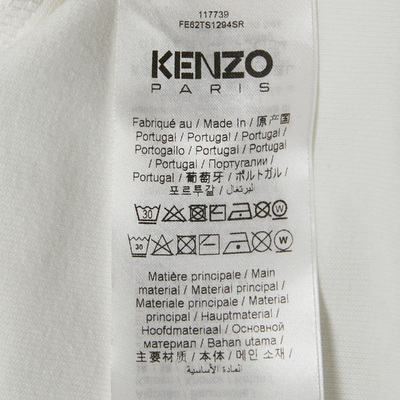 117739
FE62TS1294SR
KENZO
PARIS
Fabriqué au / Made In / 原产国
Portugal / Portugal / Portugal /
Portogallo / Portugal / Portugal
/ Portugal / Португалии /
Portugal / 葡萄牙 / ポルトガル /
포르투갈 / البرتغال /
30
W
30
W
Matière principale / Main
material / Material principal /
Materiale principale / Material
principal / Hauptmaterial /
Hoofdmateriaal / Основной
материал / Bahan utama /
主要材质 / 本体 / 메인 소재 /
المادة الأساسية /